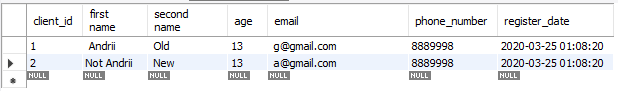 client_id first name second name age email phone_number register_date
1 Andrii Old 13 g@gmail.com 8889998 2020-03-25 01:08:20
2 Not Andrii New 13 a@gmail.com 8889998 2020-03-25 01:08:20
NULL NULL NULL NULL NULL NULL NULL